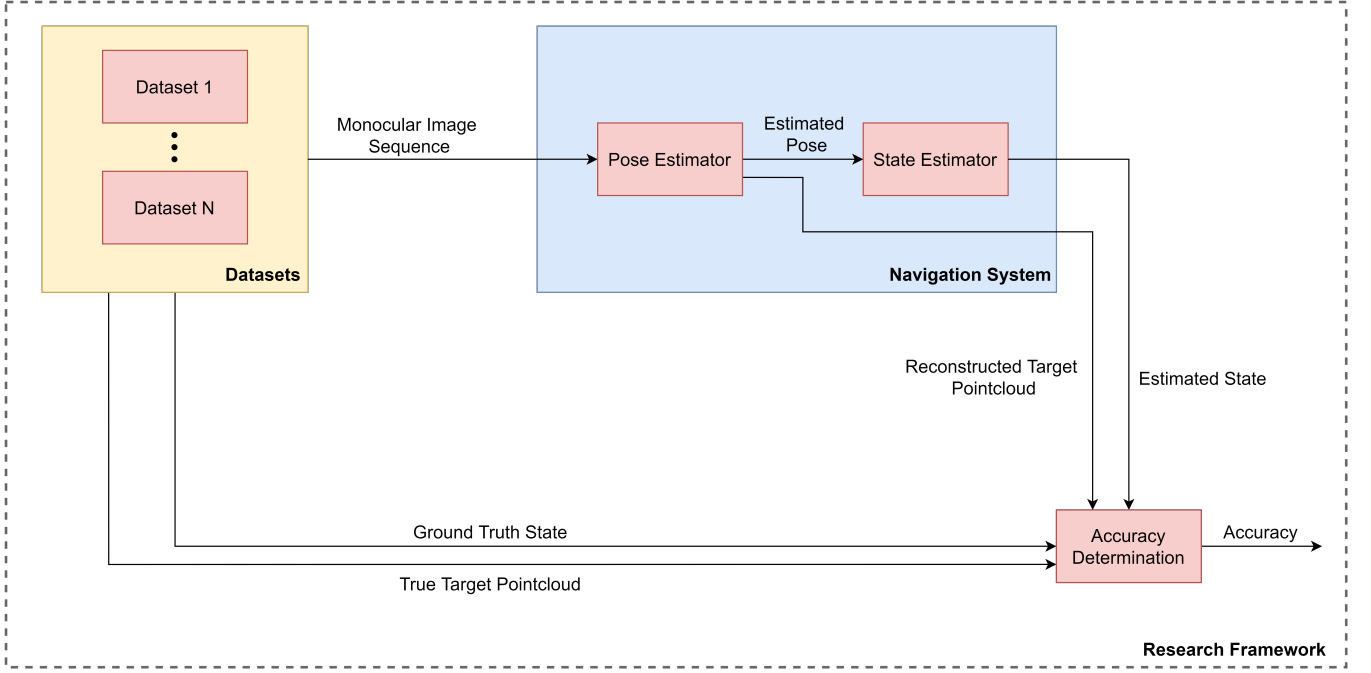 Dataset 1
Dataset N
Datasets
Monocular Image
Sequence
Pose Estimator
Estimated
Pose
State Estimator
Navigation System
Reconstructed Target
Pointcloud
Estimated State
Ground Truth State
True Target Pointcloud
Accuracy
Determination
Accuracy
Research Framework